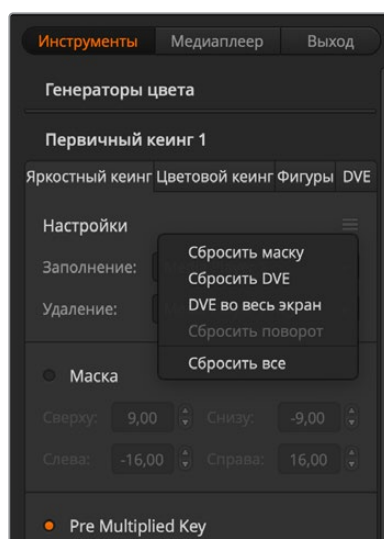 Инструменты Медиаплеер Выход
Генераторы цвета
Первичный кеинг 1
Яркостный кеинг Цветовой кеинг Фигуры DVE
Настройки
Заполнение:
Удаление:
Сбросить маску
Сбросить DVE
DVE во весь экран
Сбросить поворот
Сбросить все
Маска
Сверху: 9,00 Снизу: -9,00
Слева: -16,00 Справа: 16,00
Pre Multiplied Key